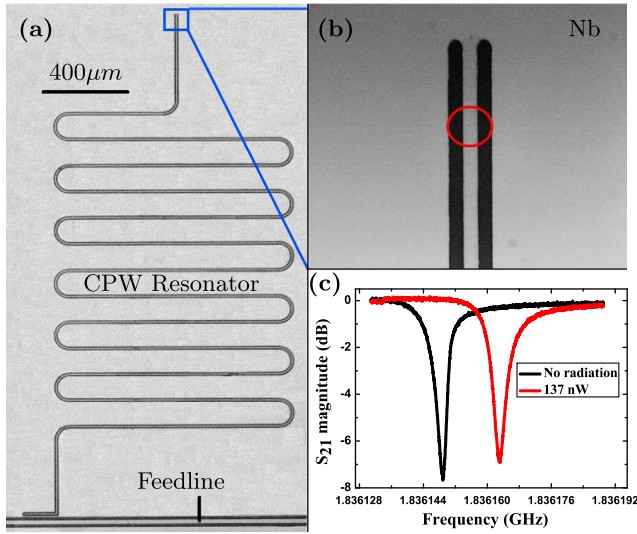 (a)
400μm
CPW Resonator
Feedline
(b)
Nb
(c)
0
-2
-4
-6
-8
S21 magnitude (dB)
No radiation
137 nW
1.836128 1.836144 1.836160 1.836176 1.836192
Frequency (GHz)